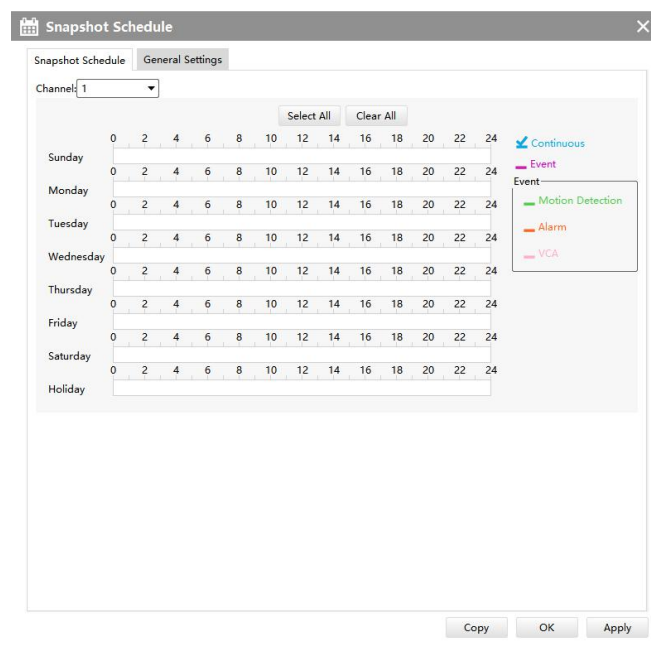 Snapshot Schedule
Snapshot Schedule General Settings
Channel: 1
Select All Clear All
0 2 4 6 8 10 12 14 16 18 20 22 24
Continuous
Sunday
Event
0 2 4 6 8 10 12 14 16 18 20 22 24
Event
Monday
Motion Detection
0 2 4 6 8 10 12 14 16 18 20 22 24
Tuesday
Alarm
0 2 4 6 8 10 12 14 16 18 20 22 24
Wednesday
VCA
0 2 4 6 8 10 12 14 16 18 20 22 24
Thursday
0 2 4 6 8 10 12 14 16 18 20 22 24
Friday
0 2 4 6 8 10 12 14 16 18 20 22 24
Saturday
0 2 4 6 8 10 12 14 16 18 20 22 24
Holiday
Copy OK Apply